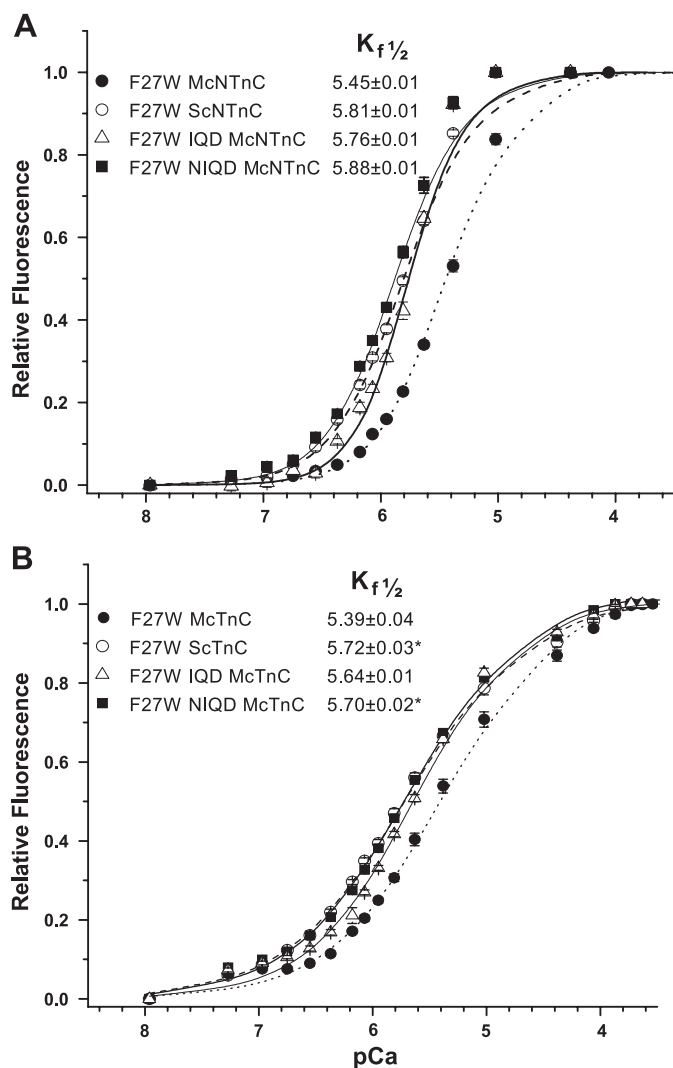 A
K f ½
F27W McNTnC 5.45±0.01
F27W ScNTnC 5.81±0.01
F27W IQD McNTnC 5.76±0.01
F27W NIQD McNTnC 5.88±0.01
Relative Fluorescence
1.0
0.8
0.6
0.4
0.2
0.0
8 7 6 5 4
B
K f ½
F27W McTnC 5.39±0.04
F27W ScTnC 5.72±0.03*
F27W IQD McTnC 5.64±0.01
F27W NIQD McTnC 5.70±0.02*
Relative Fluorescence
1.0
0.8
0.6
0.4
0.2
0.0
8 7 6 5 4
pCa